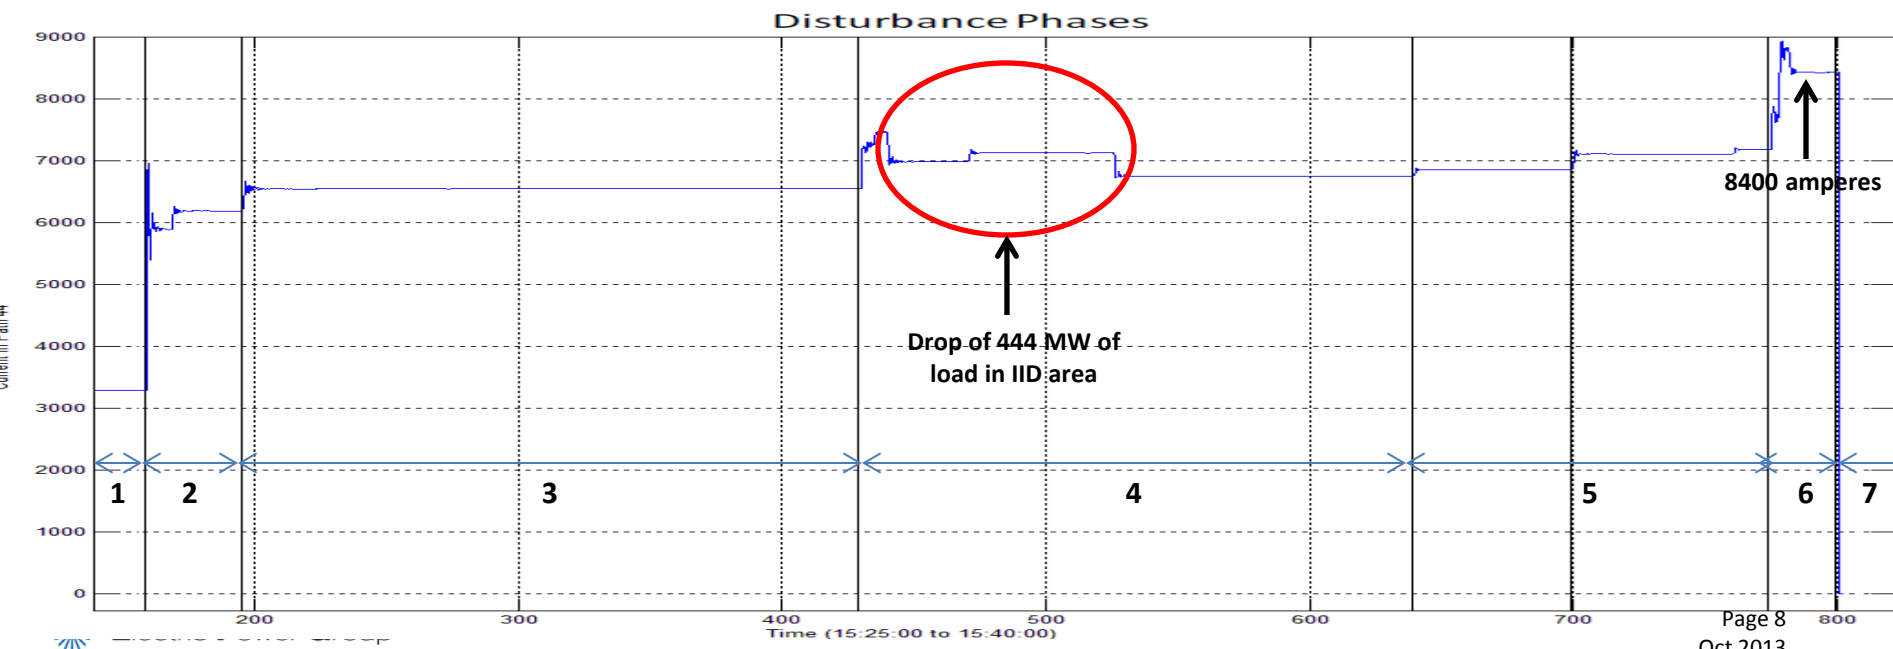 Disturbance Phases
9000
8000
7000
6000
5000
4000
3000
2000
1000
0
8400 amperes
Drop of 444 MW of
load in IID area
1 2 3 4 5 6 7
200 300 400 500 600 700 800
Time (15:25:00 to 15:40:00)
Page 8
Oct 2013